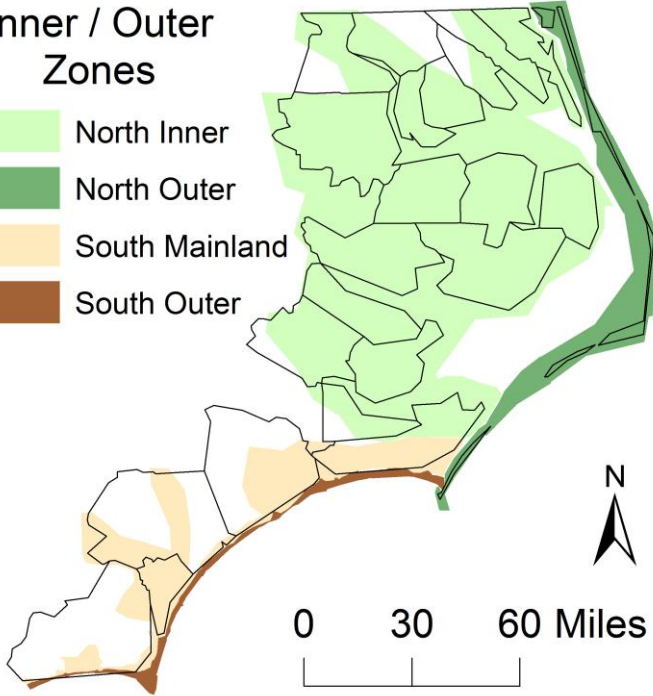 nner / Outer
Zones
North Inner
North Outer
South Mainland
South Outer
N
0 30 60 Miles